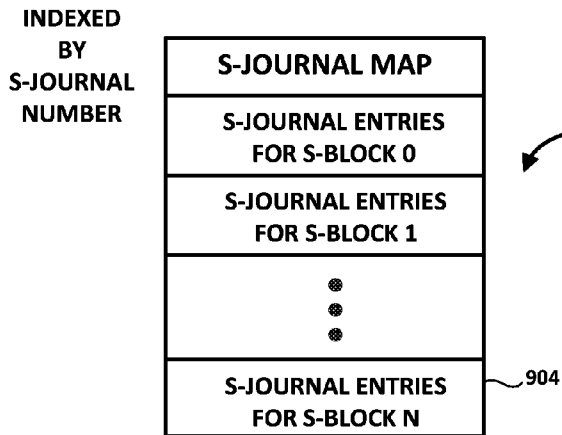 INDEXED
BY
S-JOURNAL
NUMBER
S-JOURNAL MAP
S-JOURNAL ENTRIES
FOR S-BLOCK 0
S-JOURNAL ENTRIES
FOR S-BLOCK 1
S-JOURNAL ENTRIES
FOR S-BLOCK N
904